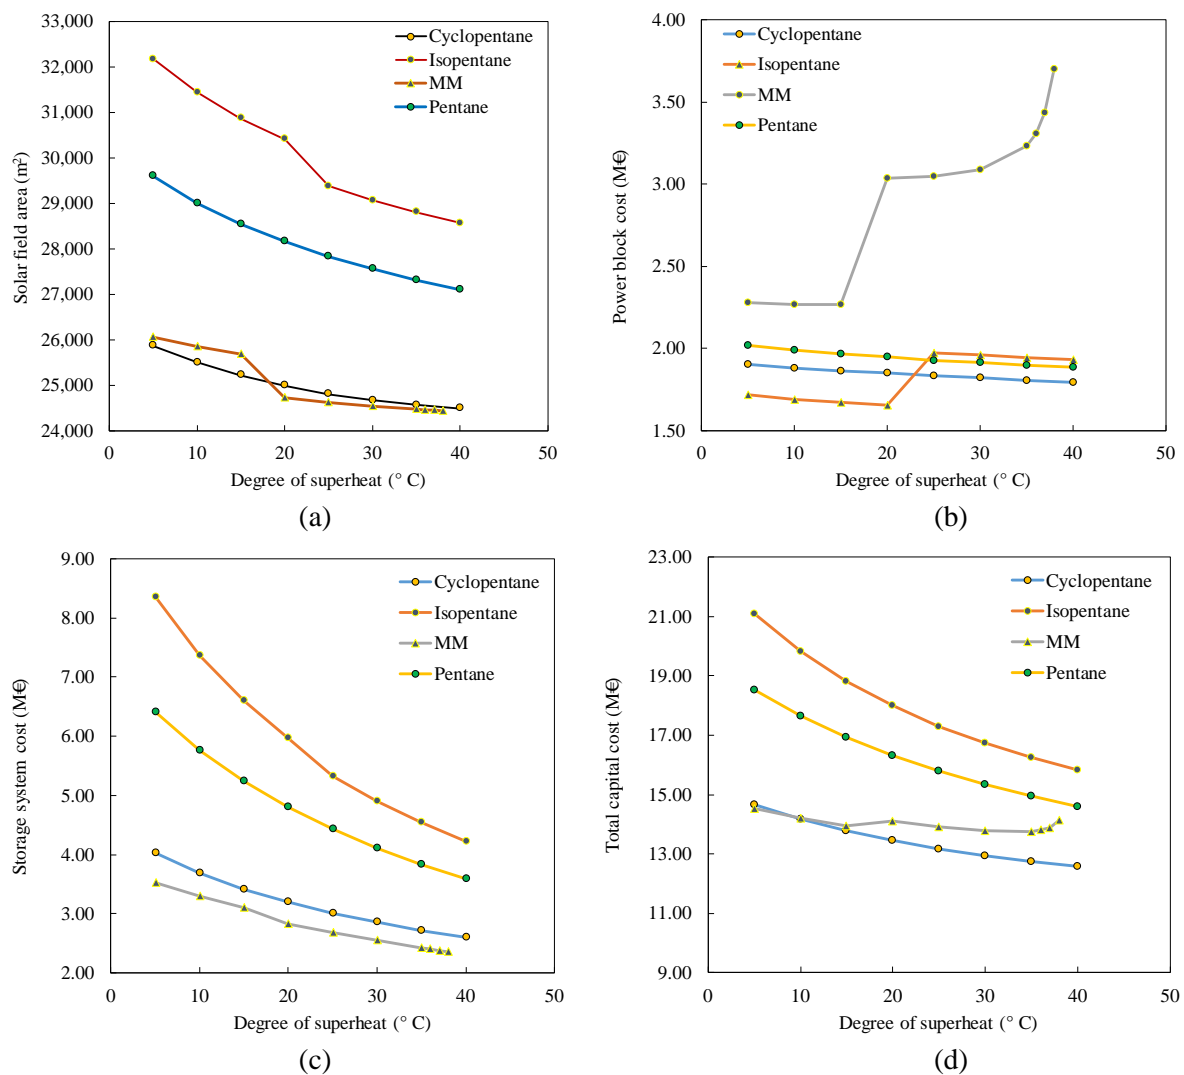 33,000
32,000
31,000
30,000
29,000
28,000
27,000
26,000
25,000
24,000
Solar field area (m²)
0 10 20 30 40 50
Degree of superheat (° C)
Cyclopentane
Isopentane
MM
Pentane
(a)
4.00
3.50
3.00
2.50
2.00
1.50
Power block cost (M€)
0 10 20 30 40 50
Degree of superheat (° C)
Cyclopentane
Isopentane
MM
Pentane
(b)
9.00
8.00
7.00
6.00
5.00
4.00
3.00
2.00
Storage system cost (M€)
0 10 20 30 40 50
Degree of superheat (° C)
Cyclopentane
Isopentane
MM
Pentane
(c)
23.00
21.00
19.00
17.00
15.00
13.00
11.00
9.00
Total capital cost (M€)
0 10 20 30 40 50
Degree of superheat (° C)
Cyclopentane
Isopentane
MM
Pentane
(d)